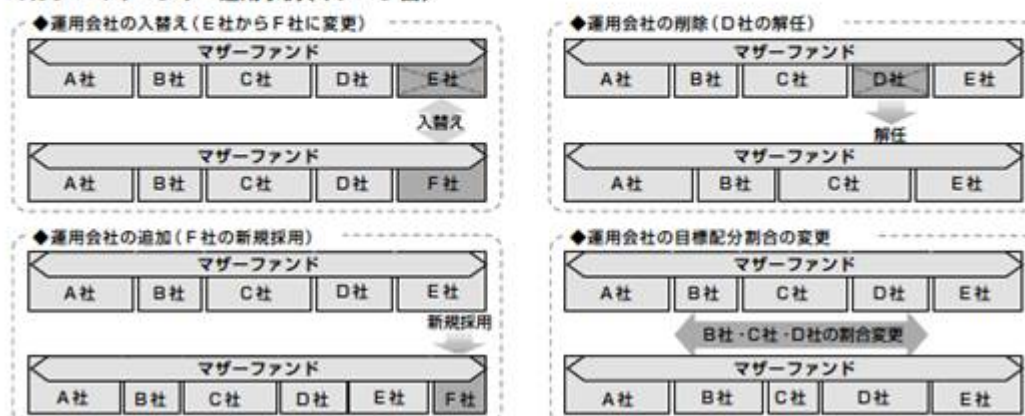 ◆運用会社の入替え(E社からF社に変更)
マザーファンド
A社 B社 C社 D社 E社
入替え
マザーファンド
A社 B社 C社 D社 F社
◆運用会社の削除(D社の解任)
マザーファンド
A社 B社 C社 D社 E社
解任
マザーファンド
A社 B社 C社 E社
◆運用会社の追加(F社の新規採用)
マザーファンド
A社 B社 C社 D社 E社
新規採用
マザーファンド
A社 B社 C社 D社 E社 F社
◆運用会社の目標配分割合の変更
マザーファンド
A社 B社 C社 D社 E社
B社・C社・D社の割合変更
マザーファンド
A社 B社 C社 D社 E社